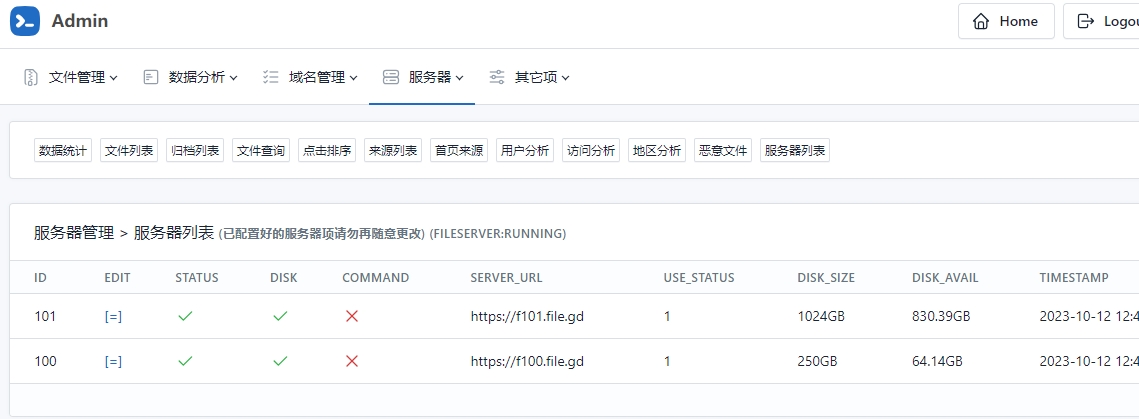 Admin Home Logou
文件管理 数据分析 域名管理 服务器 其它项
数据统计 文件列表 归档列表 文件查询 点击排序 来源列表 首页来源 用户分析 访问分析 地区分析 恶意文件 服务器列表
服务器管理 > 服务器列表 (已配置好的服务器项请勿再随意更改) (FILESERVER:RUNNING)
ID EDIT STATUS DISK COMMAND SERVER_URL USE_STATUS DISK_SIZE DISK_AVAIL TIMESTAMP
101 [=] https://f101.file.gd 1 1024GB 830.39GB 2023-10-12 12:4
100 [=] https://f100.file.gd 1 250GB 64.14GB 2023-10-12 12:4